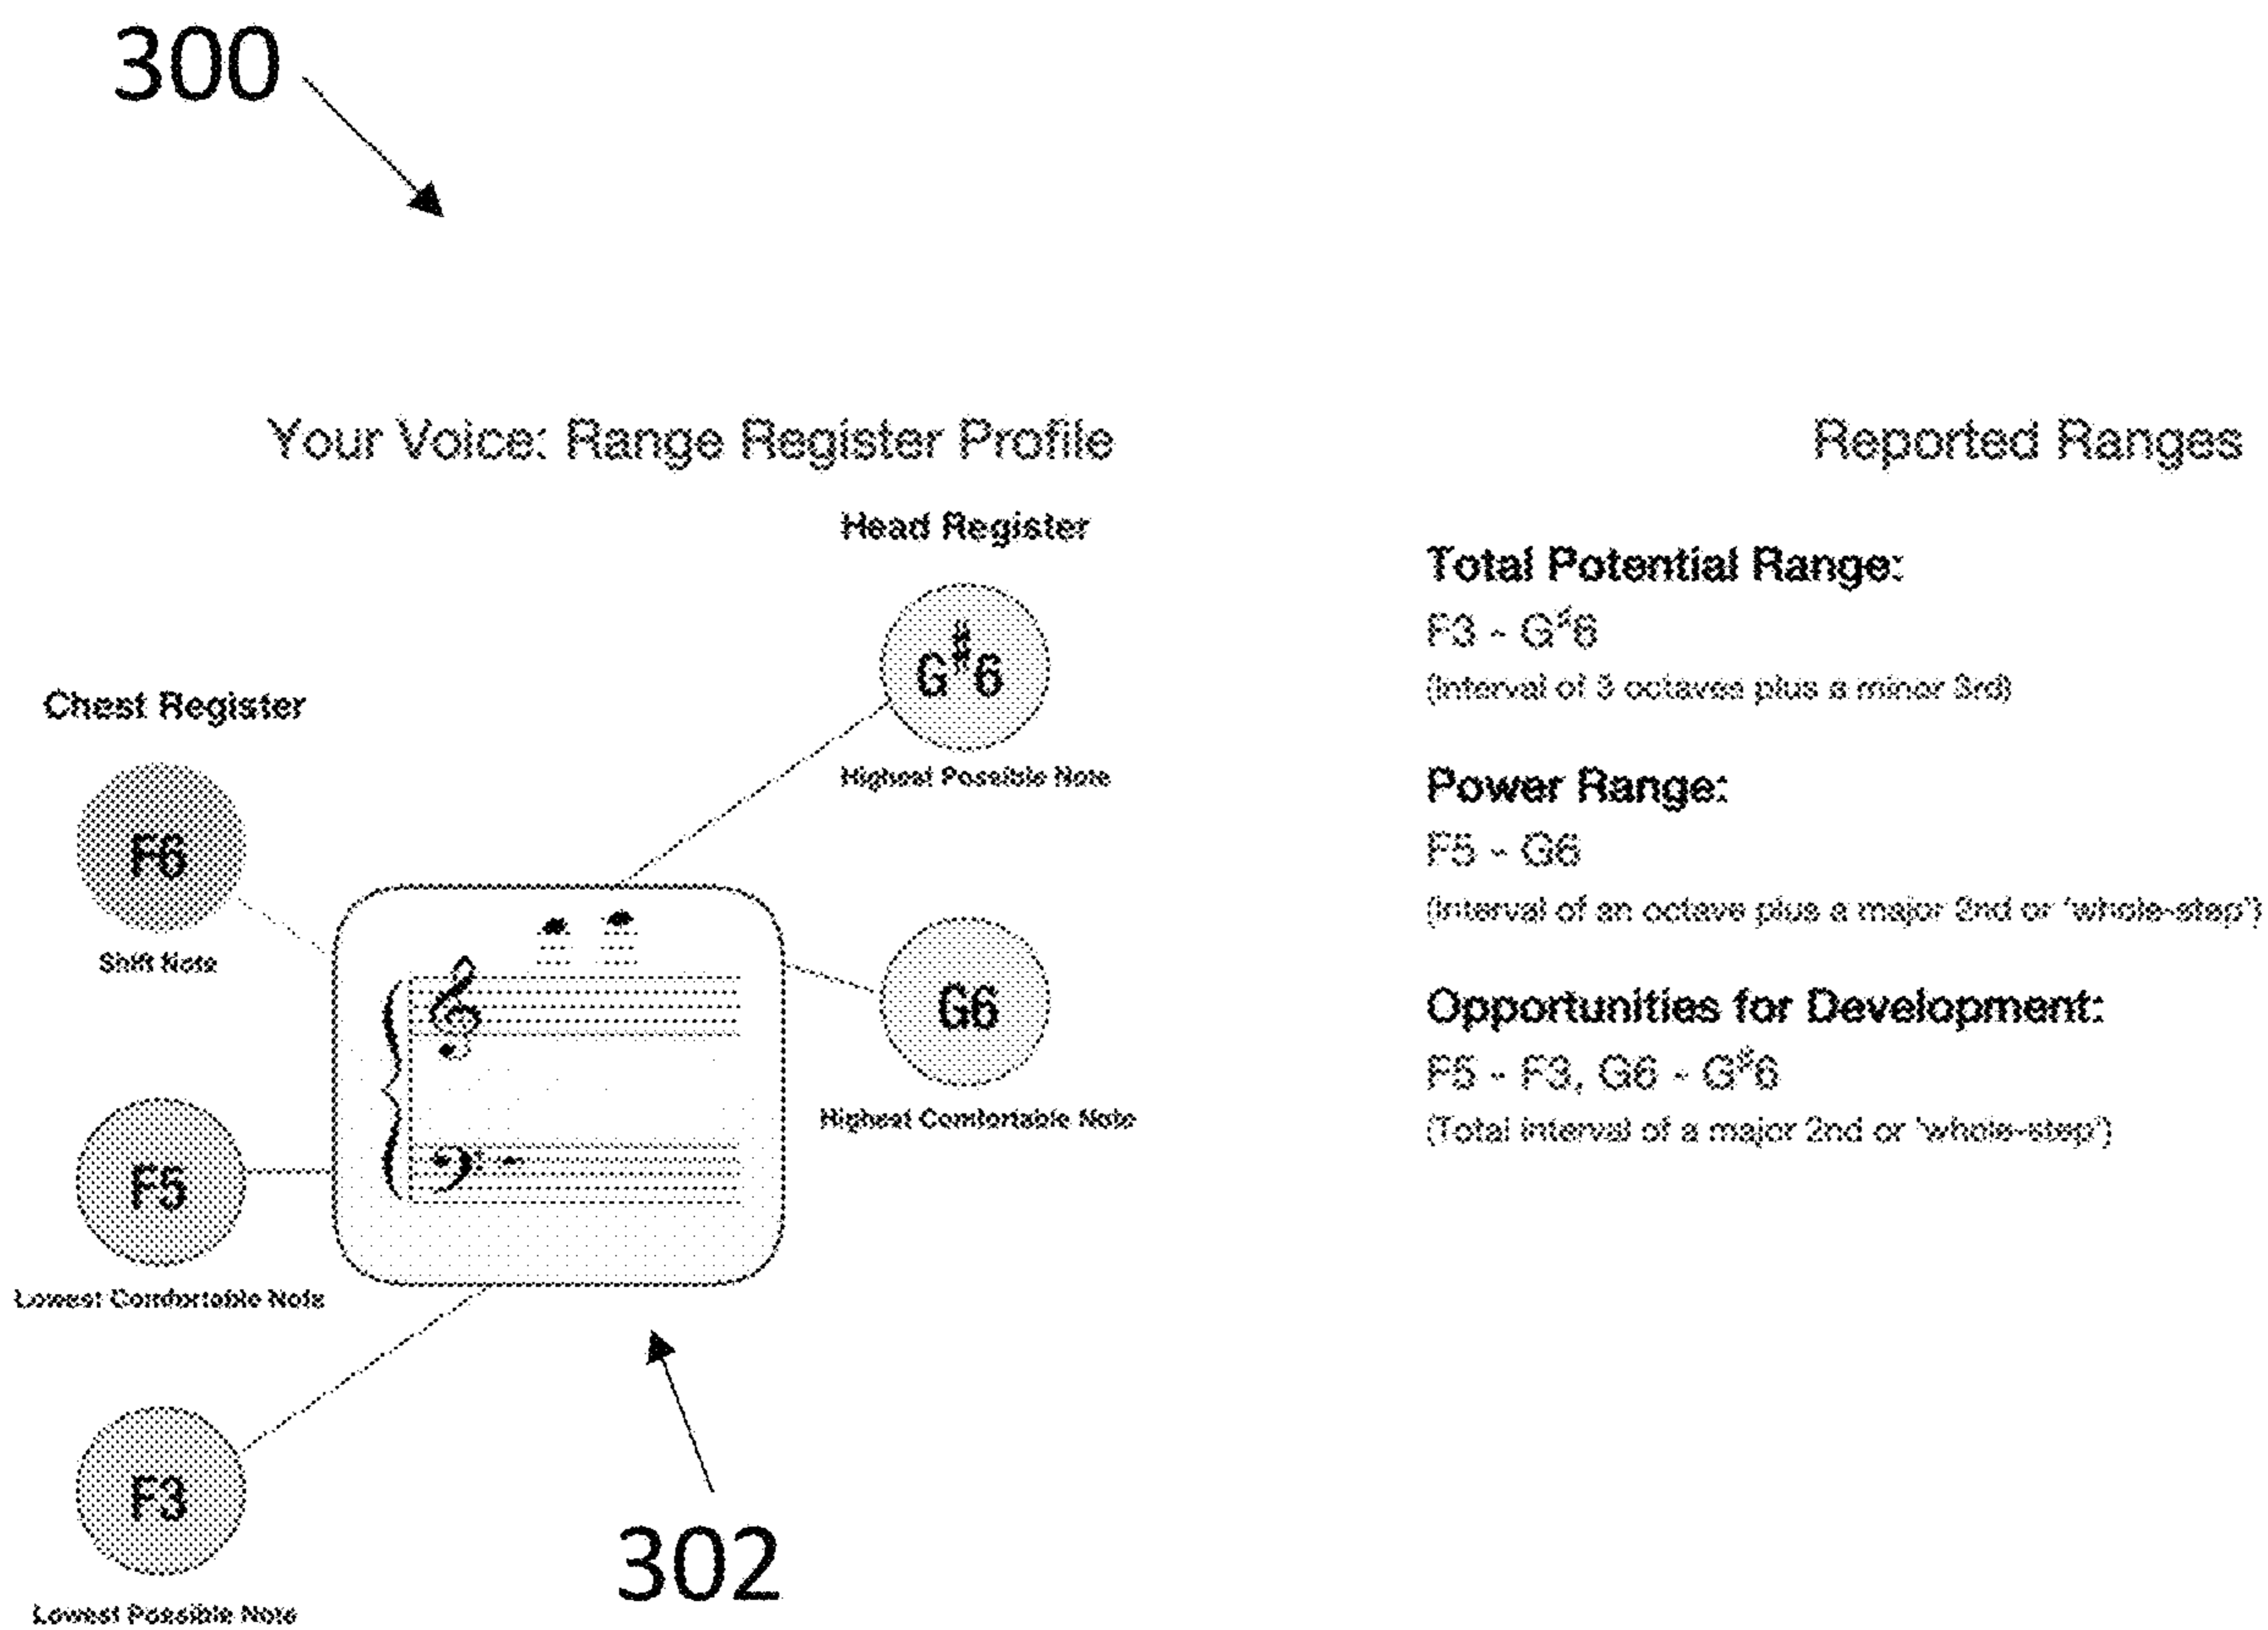 300
Your Voice: Range Register Profile
Head Register
G♯6
Highest Possible Note
Chest Register
F6
Shift Note
G6
Highest Comfortable Note
F5
Lowest Comfortable Note
F3
Lowest Possible Note
302
Reported Ranges
Total Potential Range:
F3 - G♯6
(Interval of 3 octaves plus a minor 3rd)
Power Range:
F5 - G6
(Interval of an octave plus a major 2nd or 'whole-step')
Opportunities for Development:
F5 - F3, G6 - G♯6
(Total interval of a major 2nd or 'whole-step')